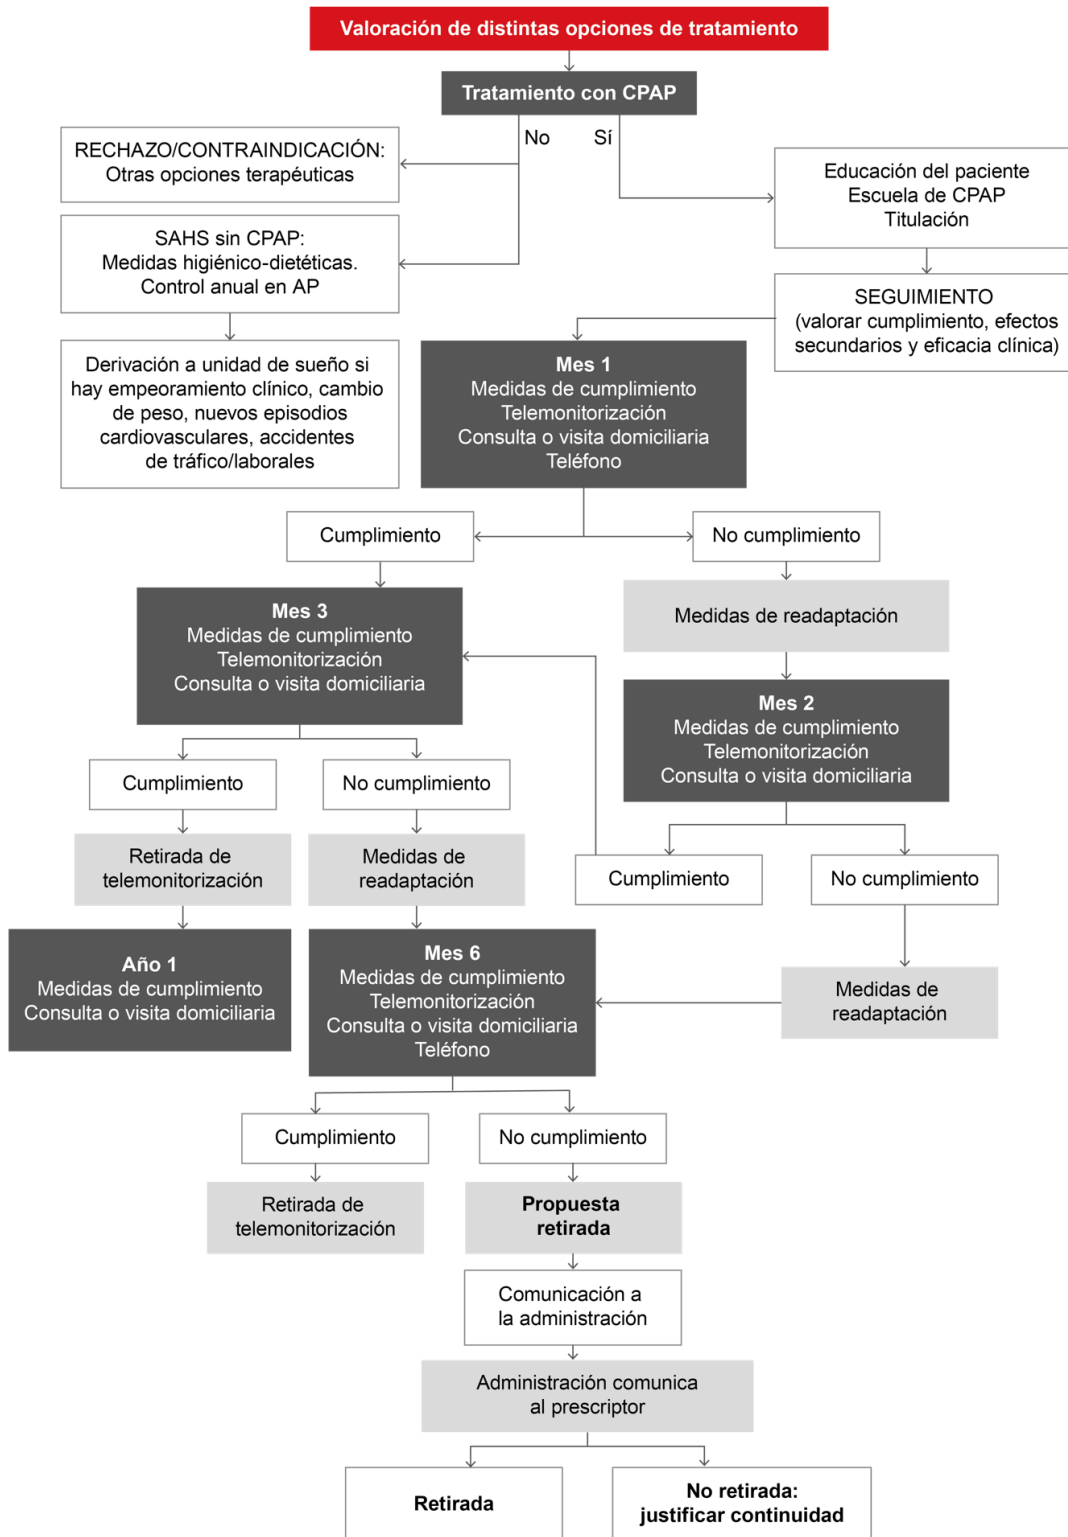 Valoración de distintas opciones de tratamiento
Tratamiento con CPAP
No
Sí
RECHAZO/CONTRAINDICACIÓN:
Otras opciones terapéuticas
Educación del paciente
Escuela de CPAP
Titulación
SAHS sin CPAP:
Medidas higiénico-dietéticas.
Control anual en AP
SEGUIMIENTO
(valorar cumplimiento, efectos
secundarios y eficacia clínica)
Derivación a unidad de sueño si
hay empeoramiento clínico, cambio
de peso, nuevos episodios
cardiovasculares, accidentes
de tráfico/laborales
Mes 1
Medidas de cumplimiento
Telemonitorización
Consulta o visita domiciliaria
Teléfono
Cumplimiento
No cumplimiento
Mes 3
Medidas de cumplimiento
Telemonitorización
Consulta o visita domiciliaria
Medidas de readaptación
Mes 2
Medidas de cumplimiento
Telemonitorización
Consulta o visita domiciliaria
Cumplimiento
No cumplimiento
Retirada de
telemonitorización
Medidas de
readaptación
Cumplimiento
No cumplimiento
Año 1
Medidas de cumplimiento
Consulta o visita domiciliaria
Mes 6
Medidas de cumplimiento
Telemonitorización
Consulta o visita domiciliaria
Teléfono
Medidas de
readaptación
Cumplimiento
No cumplimiento
Retirada de
telemonitorización
Propuesta
retirada
Comunicación a
la administración
Administración comunica
al prescriptor
Retirada
No retirada:
justificar continuidad